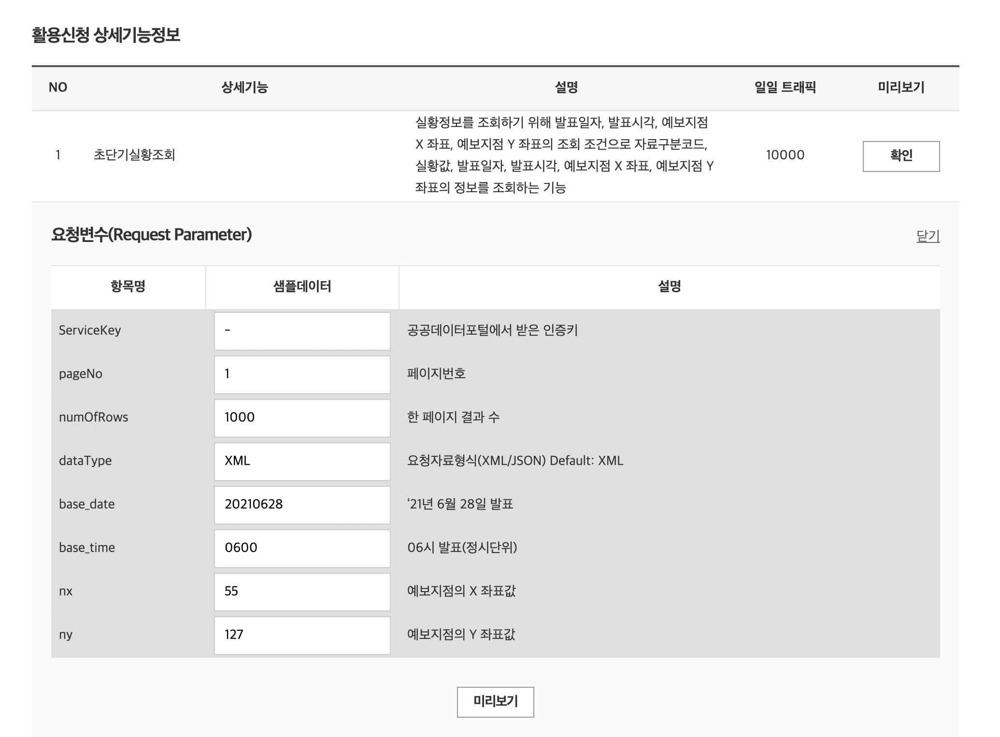 활용신청 상세기능정보
NO 상세기능 설명 일일 트래픽 미리보기
1 초단기실황조회 실황정보를 조회하기 위해 발표일자, 발표시각, 예보지점
X 좌표, 예보지점 Y 좌표의 조회 조건으로 자료구분코드,
실황값, 발표일자, 발표시각, 예보지점 X 좌표, 예보지점 Y
좌표의 정보를 조회하는 기능 10000 확인
요청변수(Request Parameter) 닫기
항목명 샘플데이터 설명
ServiceKey - 공공데이터포털에서 받은 인증키
pageNo 1 페이지번호
numOfRows 1000 한 페이지 결과 수
dataType XML 요청자료형식(XML/JSON) Default: XML
base_date 20210628 ‘21년 6월 28일 발표
base_time 0600 06시 발표(정시단위)
nx 55 예보지점의 X 좌표값
ny 127 예보지점의 Y 좌표값
미리보기